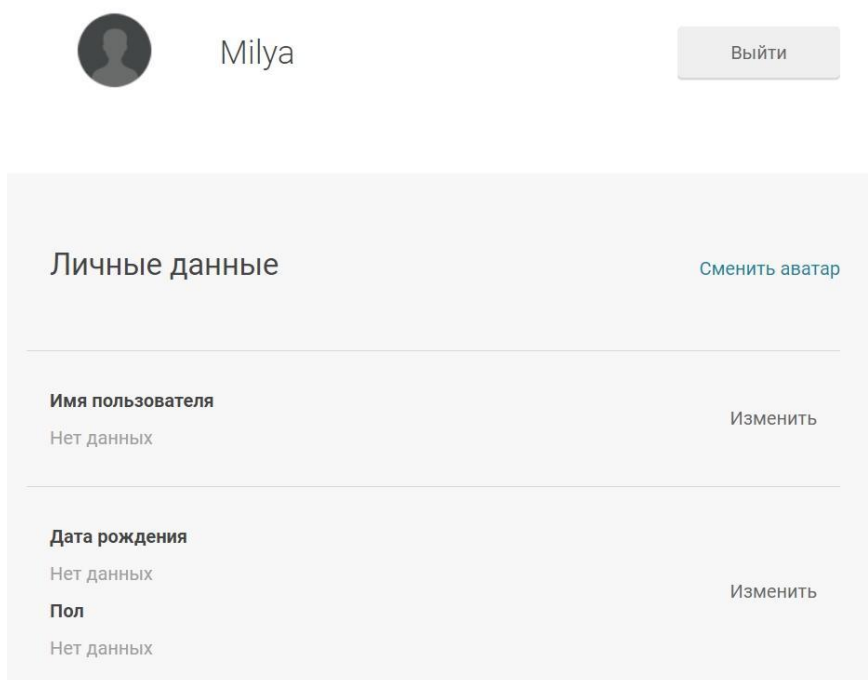 Milya
Выйти
Личные данные
Сменить аватар
Имя пользователя
Нет данных
Изменить
Дата рождения
Нет данных
Пол
Нет данных
Изменить